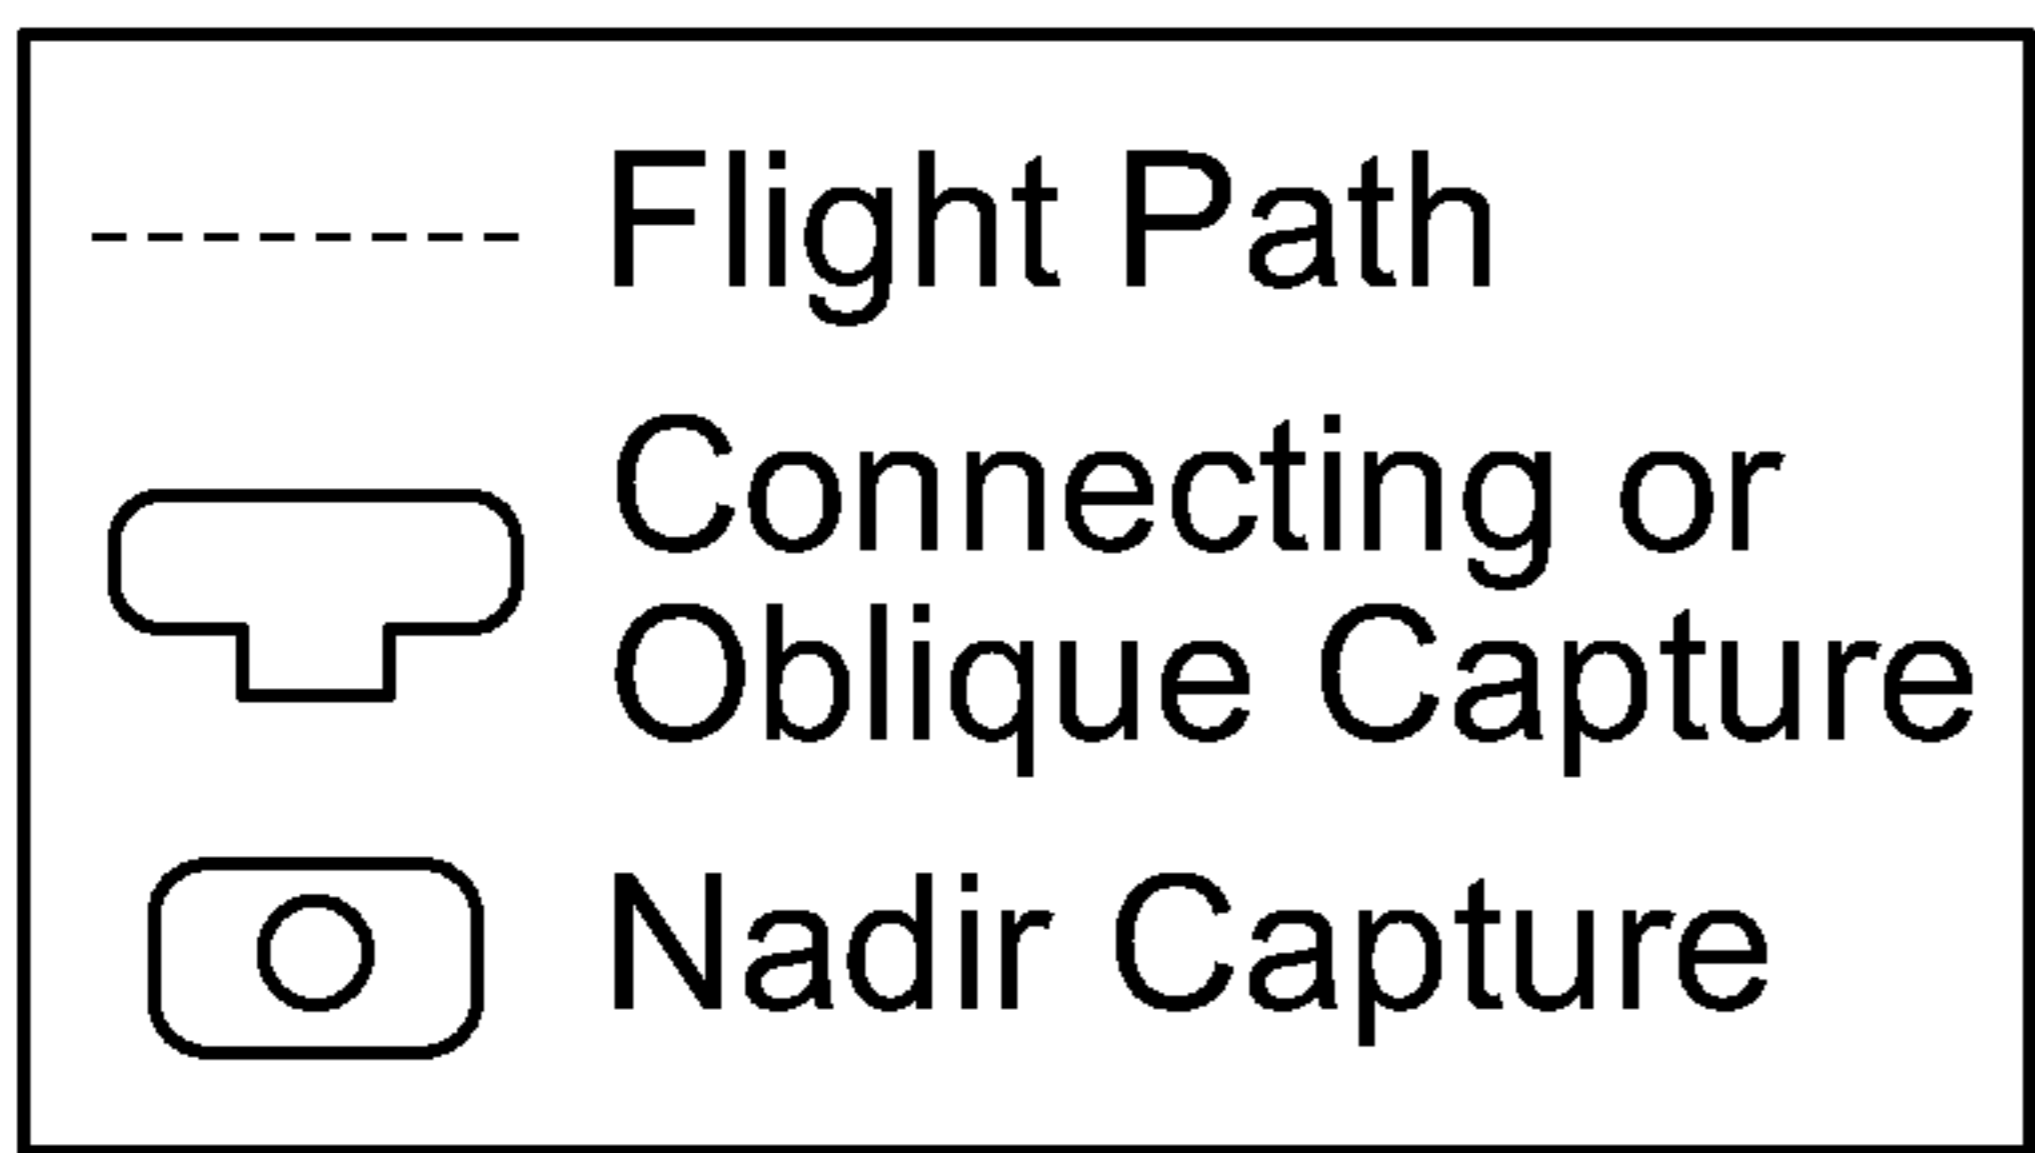 Flight Path
Connecting or
Oblique Capture
Nadir Capture